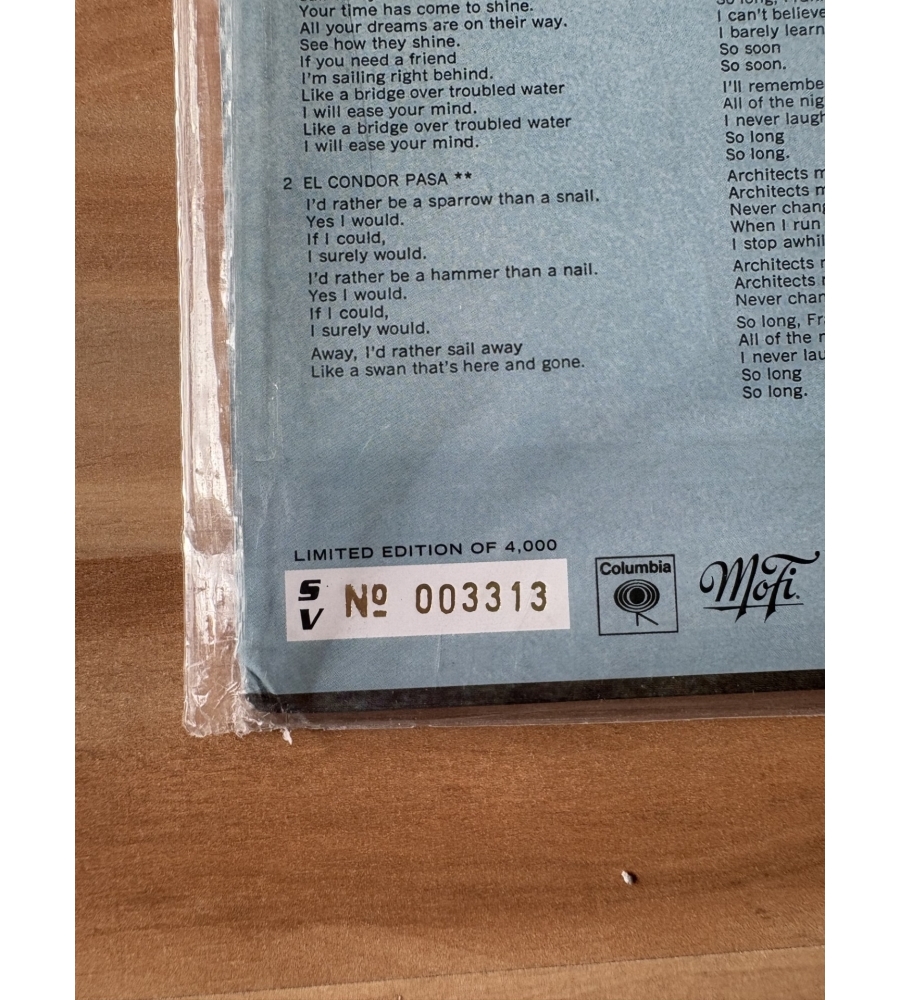 Your time has come to shine.
All your dreams are on their way.
See how they shine.
If you need a friend
I'm sailing right behind.
Like a bridge over troubled water
I will ease your mind.
Like a bridge over troubled water
I will ease your mind.
2 EL CONDOR PASA **
I'd rather be a sparrow than a snail.
Yes I would.
If I could,
I surely would.
I'd rather be a hammer than a nail.
Yes I would.
If I could,
I surely would.
Away, I'd rather sail away
Like a swan that's here and gone.
So long,
I can't believe
I barely learn
So soon
So soon.
I'll remembe
All of the nig
I never laugh
So long
So long.
Architects m
Architects m
Never chang
When I run
I stop awhil
Architects
Architects
Never chan
So long, Fr
All of the
I never lau
So long
So long.
LIMITED EDITION OF 4,000
SV Nº 003313
Columbia
MoFi